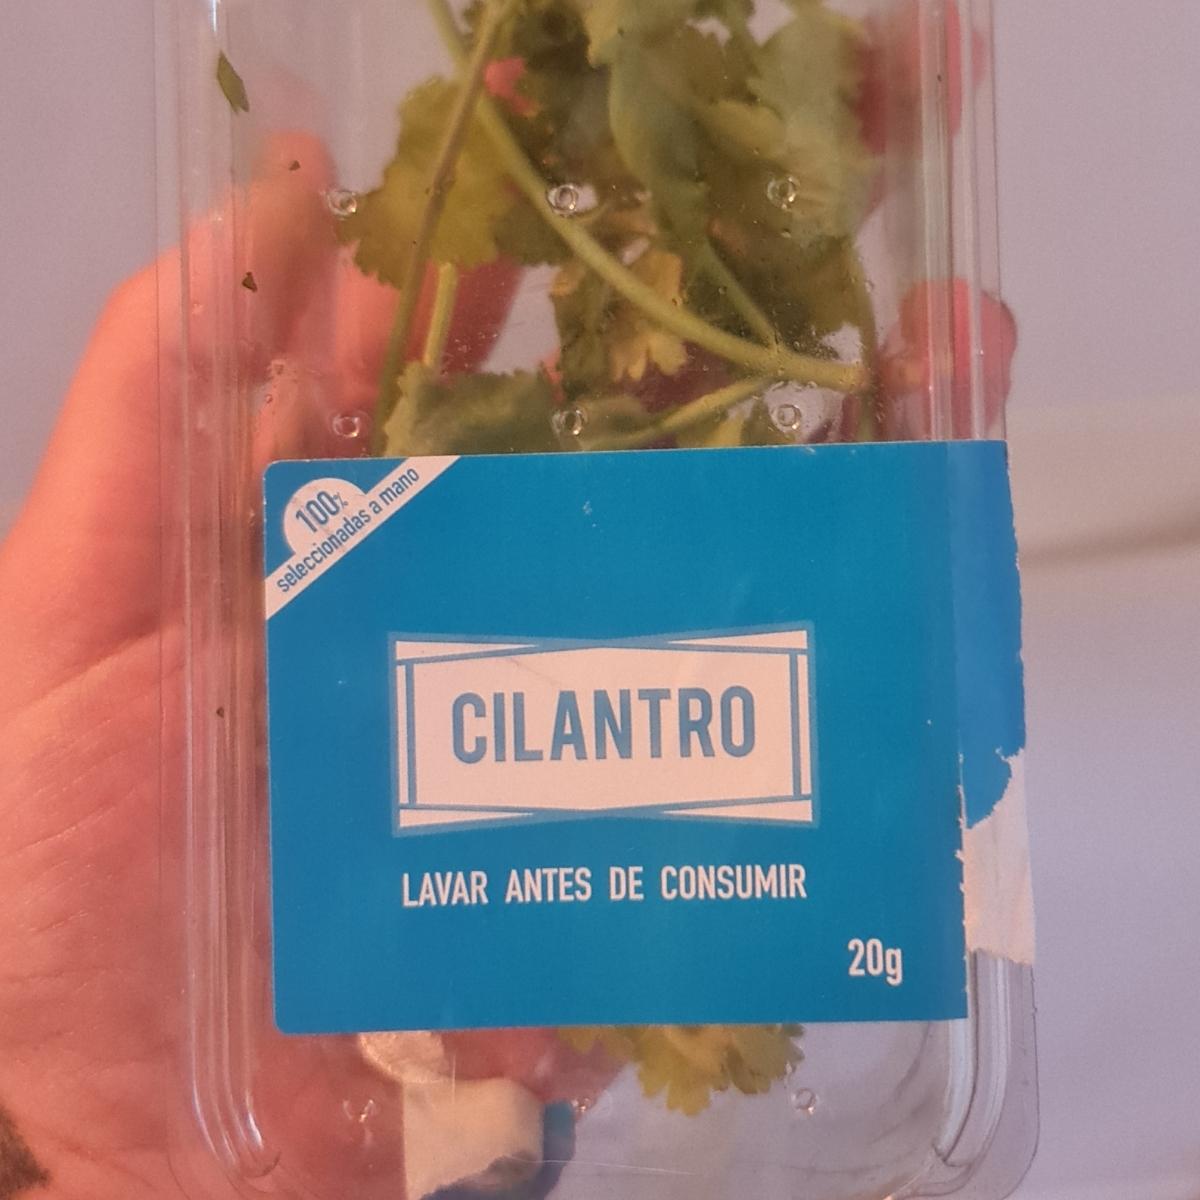 100%
seleccionadas a mano
CILANTRO
LAVAR ANTES DE CONSUMIR
20g